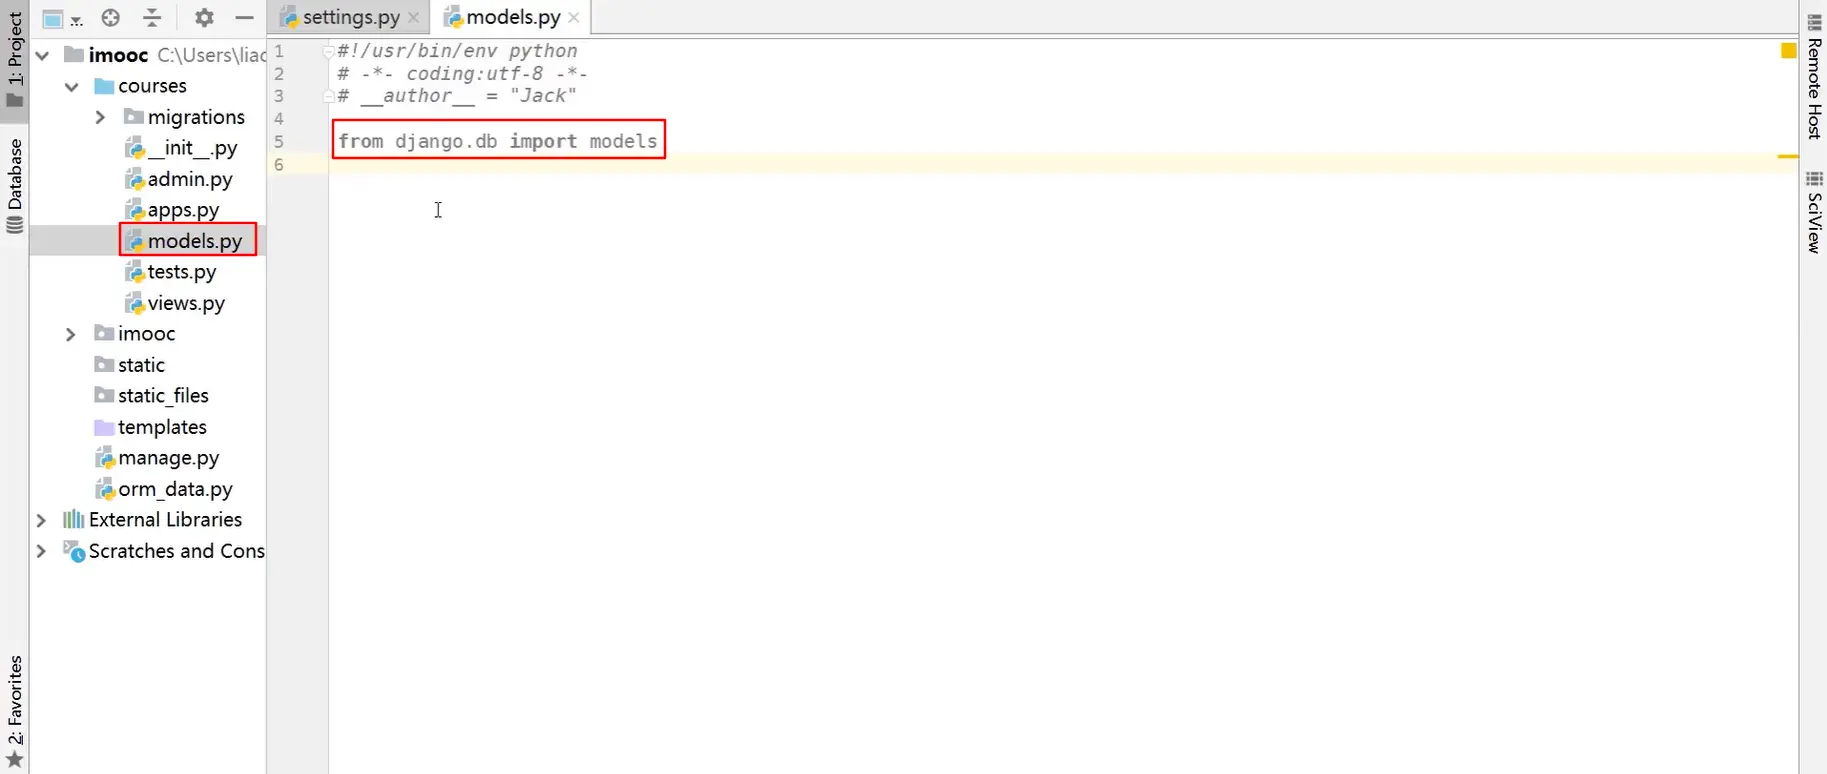 1: Project
Database
2: Favorites
imooc C:\Users\liac
courses
migrations
__init__.py
admin.py
apps.py
models.py
tests.py
views.py
imooc
static
static_files
templates
manage.py
orm_data.py
External Libraries
Scratches and Cons
settings.py
models.py
1 #!/usr/bin/env python
2 # -*- coding:utf-8 -*-
3 # __author__ = "Jack"
4
5 from django.db import models
6
Remote Host
SciView